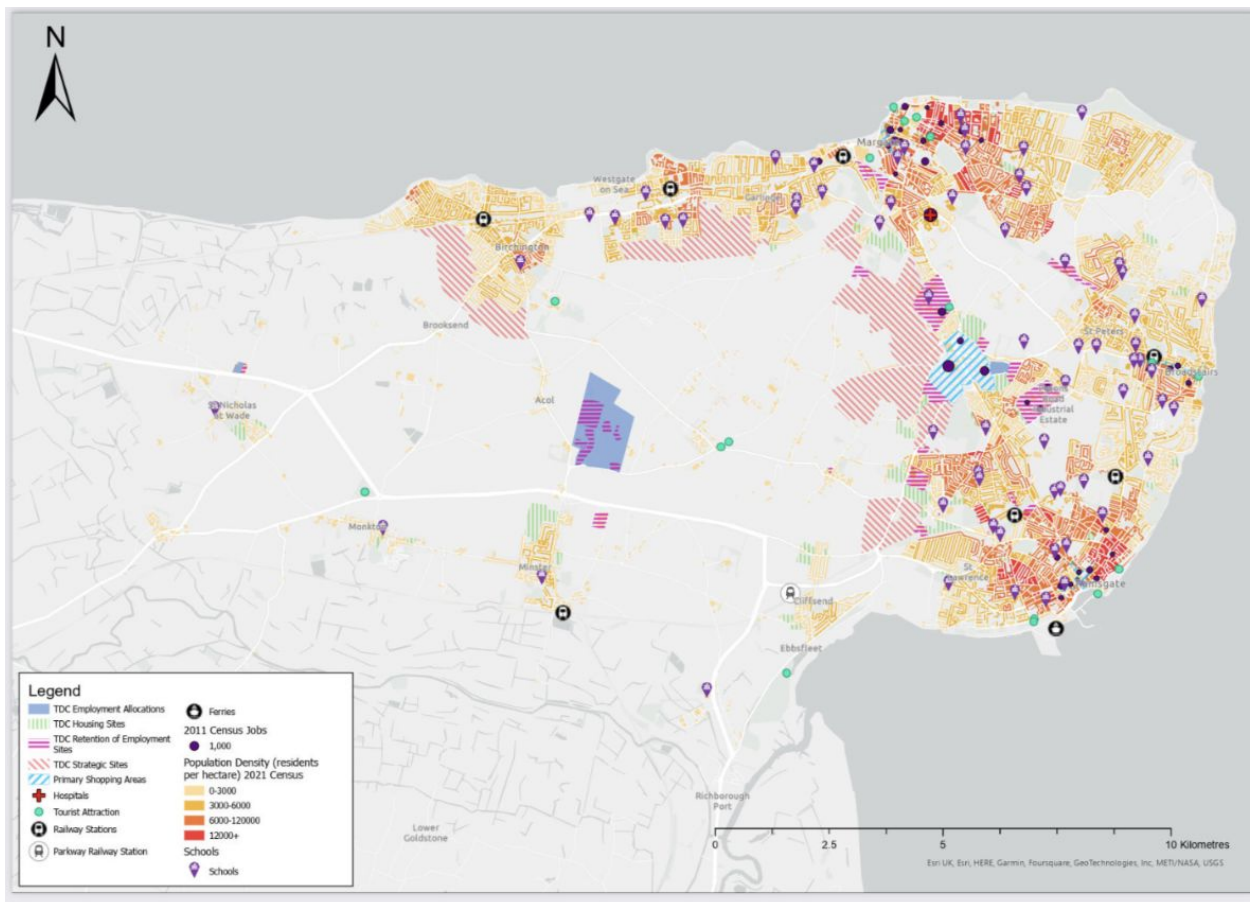 N
Westgate
on Sea
Garlinge
Birchington
Brooksend
St Nicholas
at Wade
Acol
Monkton
Minster
St Peters
Broadstairs
Road
Industrial
Estate
St
Lawrence
Ramsgate
Cliffsend
Ebbsfleet
Richborough
Port
Lower
Goldstone
Legend
TDC Employment Allocations
TDC Housing Sites
TDC Retention of Employment
Sites
TDC Strategic Sites
Primary Shopping Areas
Hospitals
Tourist Attraction
Railway Stations
Parkway Railway Station
Ferries
2011 Census Jobs
1,000
Population Density (residents
per hectare) 2021 Census
0-3000
3000-6000
6000-120000
12000+
Schools
Schools
0
2.5
5
10 Kilometres
Esri UK, Esri, HERE, Garmin, Foursquare, GeoTechnologies, Inc, METI/NASA, USGS